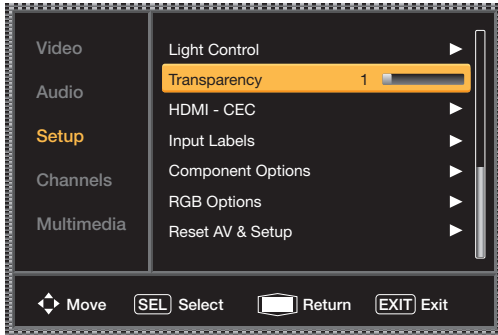 Video
Audio
Setup
Channels
Multimedia
Light Control
Transparency 1
HDMI - CEC
Input Labels
Component Options
RGB Options
Reset AV & Setup
Move SEL Select Return EXIT Exit